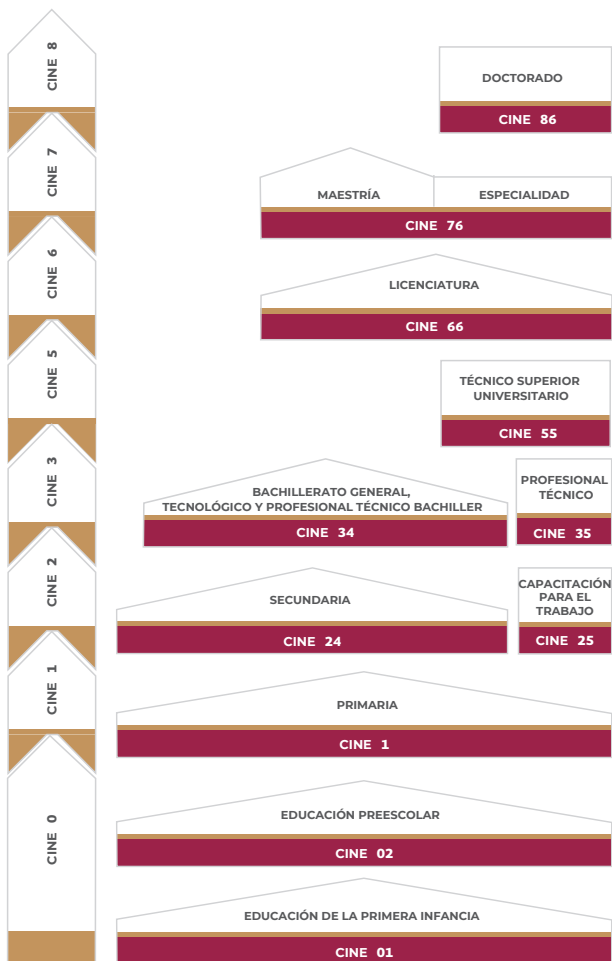 CINE 8
DOCTORADO
CINE 86
CINE 7
MAESTRÍA
ESPECIALIDAD
CINE 76
CINE 6
LICENCIATURA
CINE 66
CINE 5
TÉCNICO SUPERIOR
UNIVERSITARIO
CINE 55
CINE 3
BACHILLERATO GENERAL,
TECNOLÓGICO Y PROFESIONAL TÉCNICO BACHILLER
CINE 34
PROFESIONAL
TÉCNICO
CINE 35
CINE 2
SECUNDARIA
CINE 24
CAPACITACIÓN
PARA EL
TRABAJO
CINE 25
CINE 1
PRIMARIA
CINE 1
CINE 0
EDUCACIÓN PREESCOLAR
CINE 02
EDUCACIÓN DE LA PRIMERA INFANCIA
CINE 01